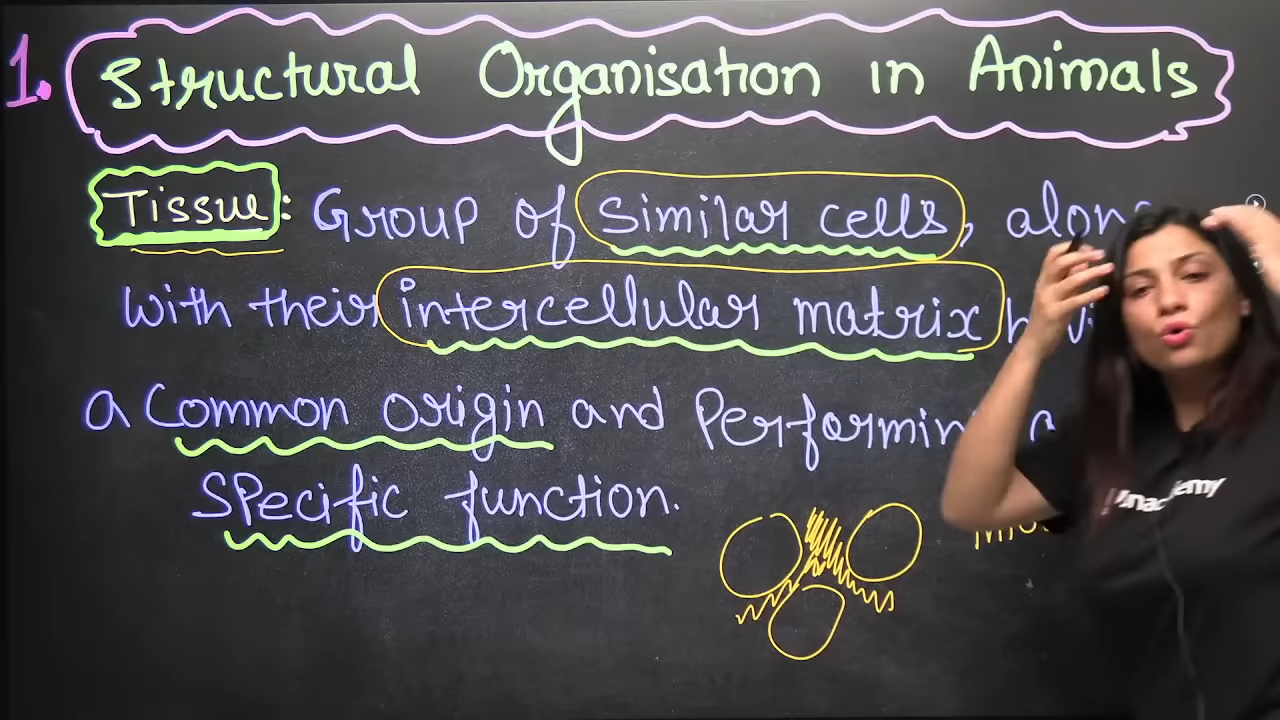 1. Structural Organisation in Animals
Tissue: Group of similar cells, along
with their intercellular matrix
a common origin and Performin
specific function.